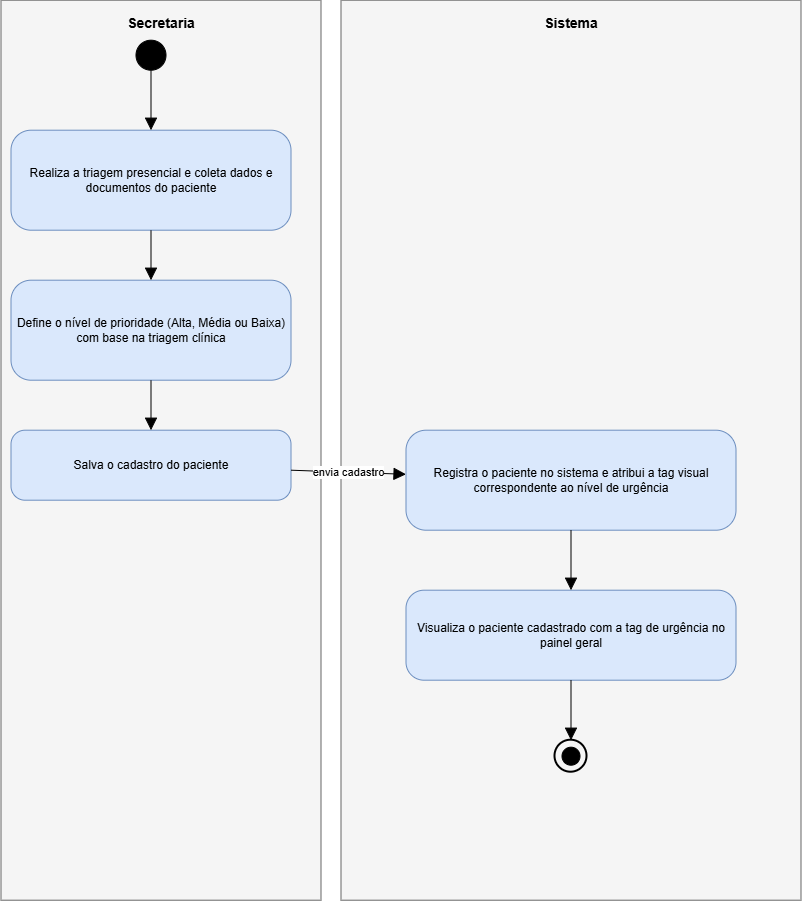 Secretaria
Sistema
Realiza a triagem presencial e coleta dados e
documentos do paciente
Define o nível de prioridade (Alta, Média ou Baixa)
com base na triagem clínica
Salva o cadastro do paciente
envia cadastro
Registra o paciente no sistema e atribui a tag visual
correspondente ao nível de urgência
Visualiza o paciente cadastrado com a tag de urgência no
painel geral